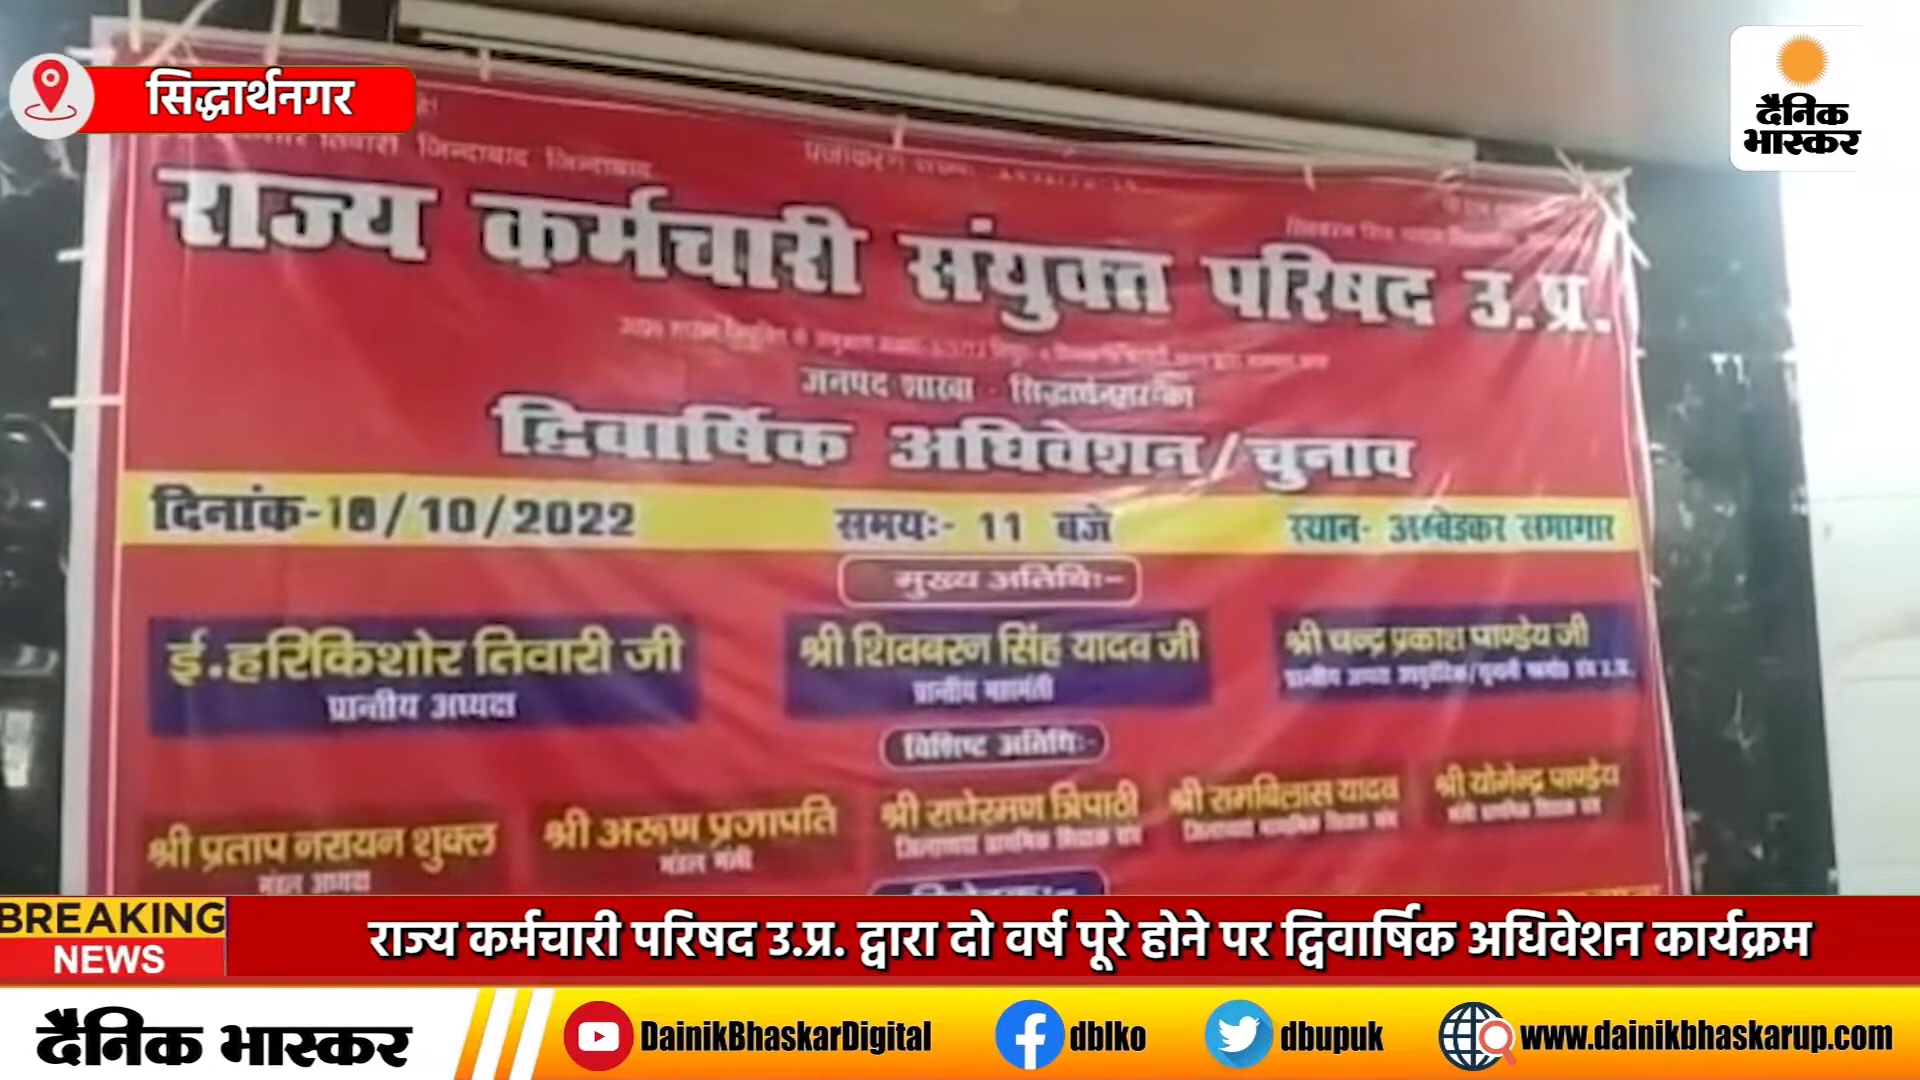 सिद्धार्थनगर
दैनिक
भास्कर
तिवारी जिन्दाबाद जिन्दाबाद
राज्य कर्मचारी संयुक्त परिषद उ.प्र.
जनपद शाखा - सिद्धार्थनगर का
द्विवार्षिक अधिवेशन/चुनाव
दिनांक-18/10/2022 समयः- 11 बजे स्थान- अम्बेडकर सभागार
मुख्य अतिथिः-
ई.हरिकिशोर तिवारी जी श्री शिवबरन सिंह यादव जी श्री चन्द्र प्रकाश पाण्डेय जी
प्रान्तीय अध्यक्ष प्रान्तीय महामंत्री
विशिष्ट अतिथिः-
श्री प्रताप नरायन शुक्ल श्री अरूण प्रजापति श्री राधेरमण त्रिपाठी श्री रामबिलास यादव श्री योगेन्द्र पाण्डेय
मंडल अध्यक्ष मंडल मंत्री
BREAKING
NEWS
राज्य कर्मचारी परिषद उ.प्र. द्वारा दो वर्ष पूरे होने पर द्विवार्षिक अधिवेशन कार्यक्रम
दैनिक भास्कर DainikBhaskarDigital dblko dbupuk www.dainikbhaskarup.com